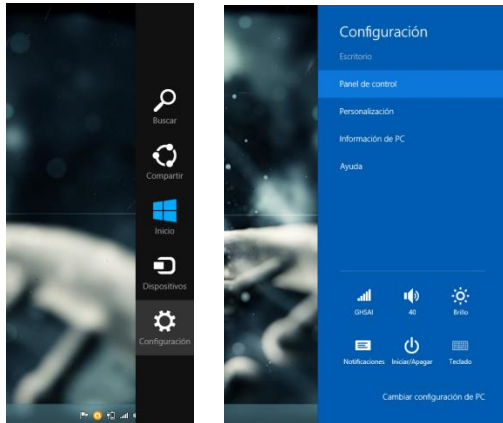 Buscar
Compartir
Inicio
Dispositivos
Configuración
Configuración
Escritorio
Panel de control
Personalización
Información de PC
Ayuda
GHSAI
40
Brillo
Notificaciones
Iniciar/Apagar
Teclado
Cambiar configuración de PC